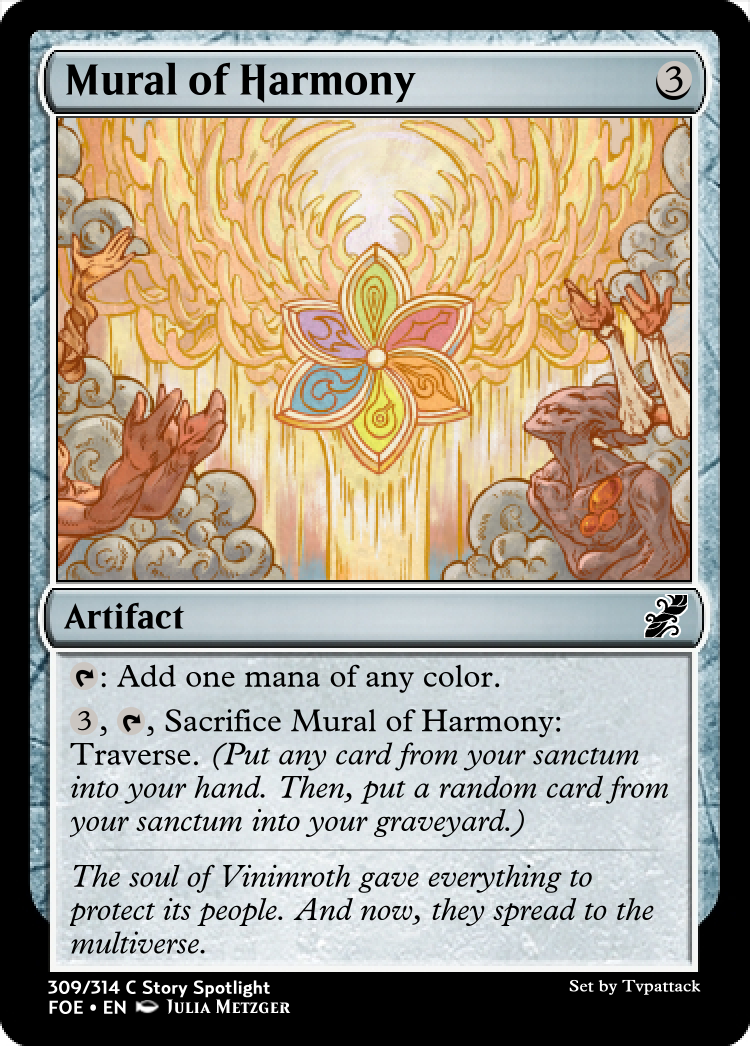 Mural of Harmony 3
Artifact
: Add one mana of any color.
3, , Sacrifice Mural of Harmony:
Traverse. (Put any card from your sanctum
into your hand. Then, put a random card from
your sanctum into your graveyard.)
The soul of Vinimroth gave everything to
protect its people. And now, they spread to the
multiverse.
309/314 C Story Spotlight
Set by Tvpattack
FOE • EN Julia Metzger